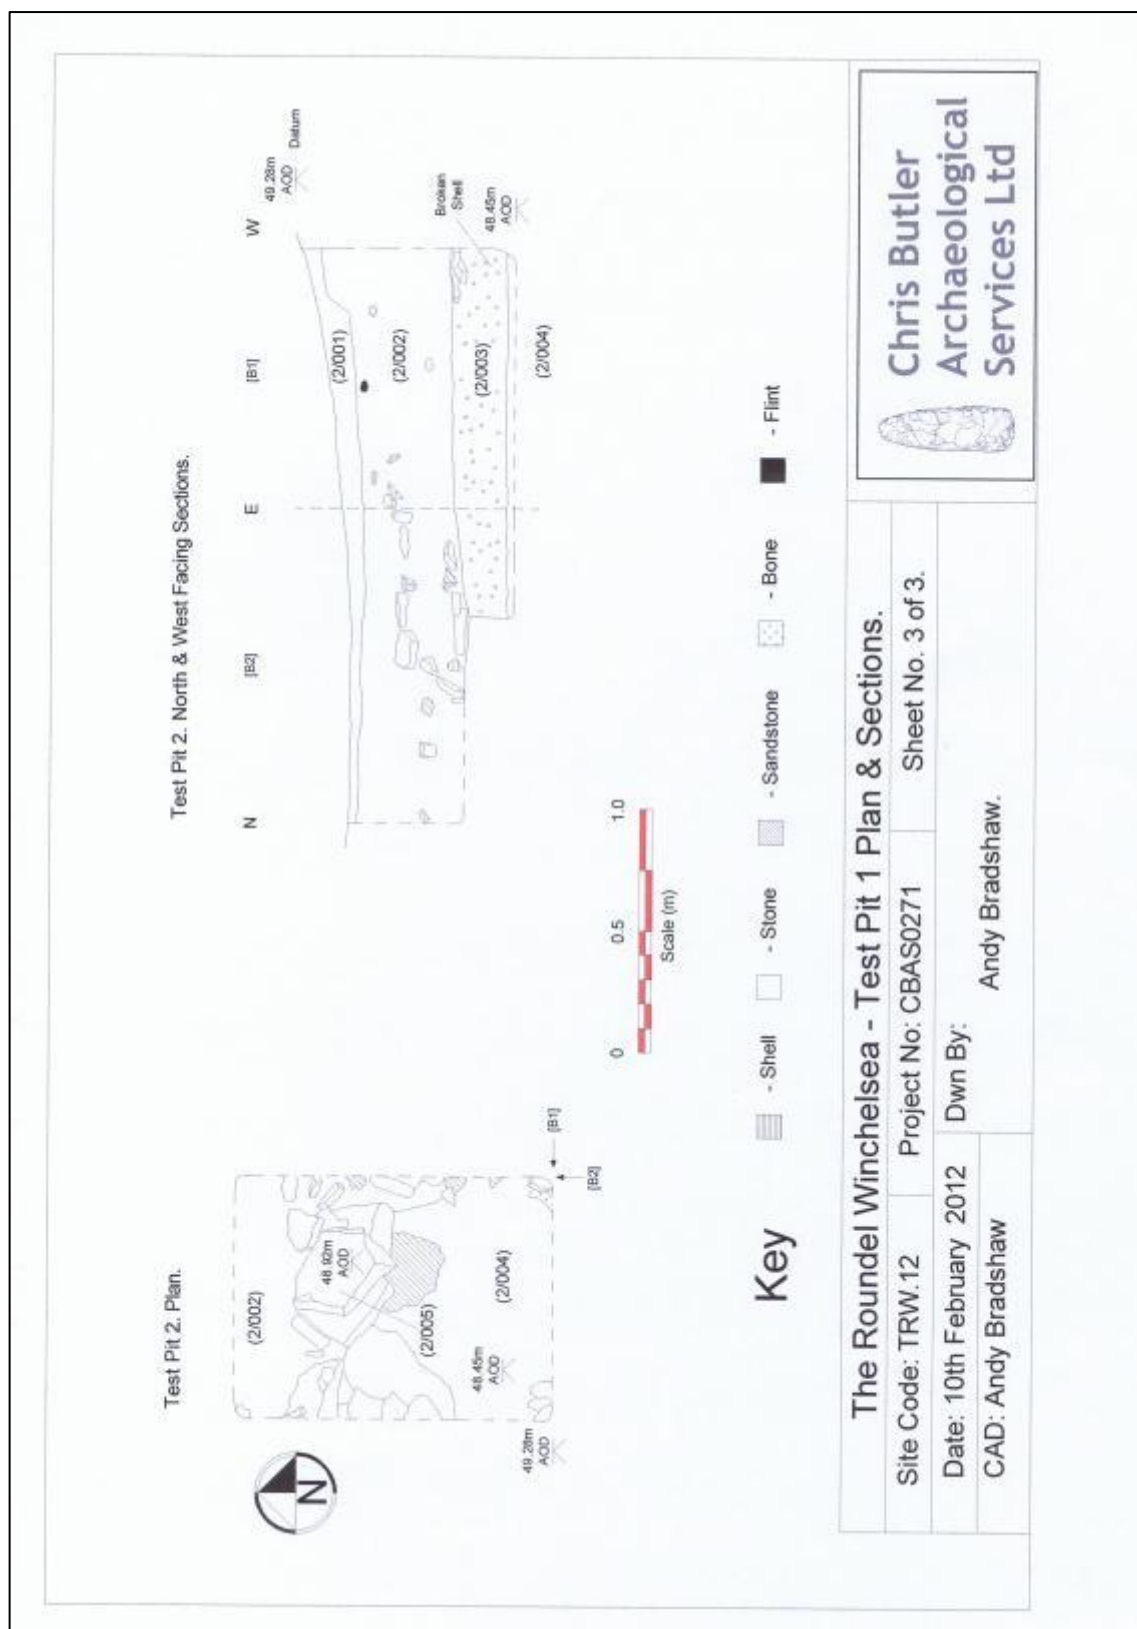 Test Pit 2. Plan.
(2/002)
48.92m
AOD
(2/005)
(2/004)
48.45m
AOD
49.28m
AOD
[B1]
[B2]
N
Test Pit 2. North & West Facing Sections.
N
[B2]
E
[B1]
W
49.28m
AOD
Datum
(2/001)
(2/002)
(2/003)
(2/004)
Broken
Shell
48.45m
AOD
0
0.5
1.0
Scale (m)
Key
- Shell
- Stone
- Sandstone
- Bone
- Flint
The Roundel Winchelsea - Test Pit 1 Plan & Sections.
Site Code: TRW.12
Project No: CBAS0271
Sheet No. 3 of 3.
Date: 10th February 2012
Dwn By:
Andy Bradshaw.
CAD: Andy Bradshaw
Chris Butler
Archaeological
Services Ltd